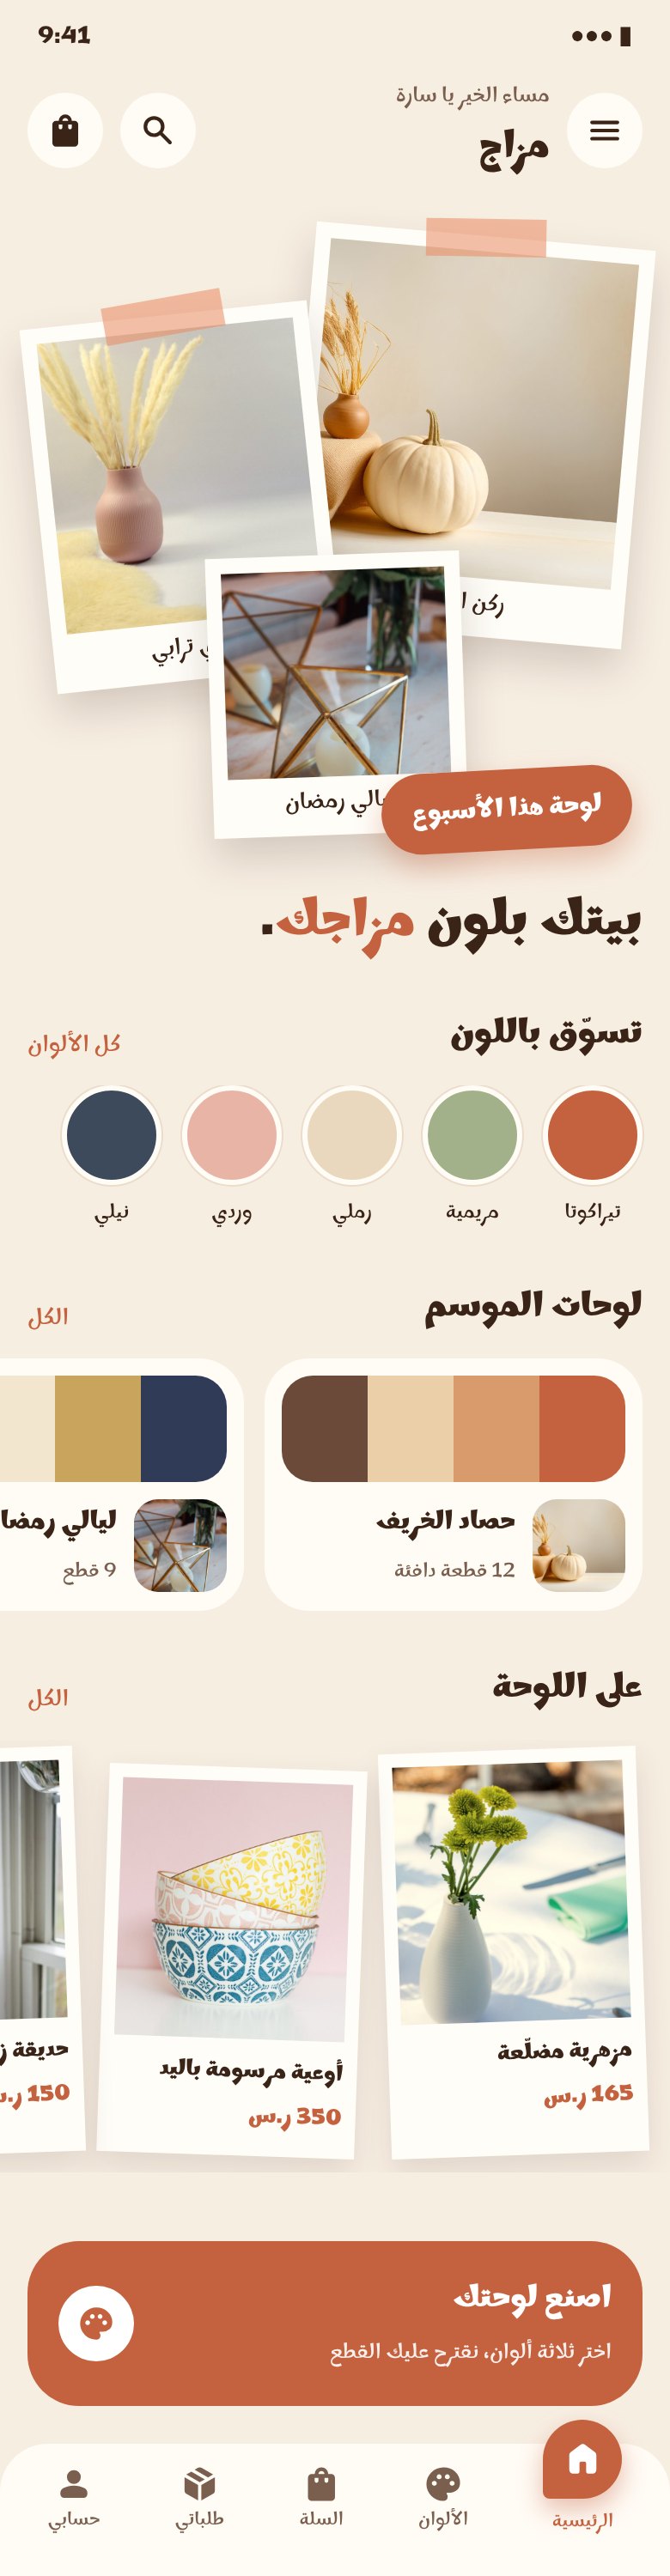 9:41
مساء الخير يا سارة
مزاج
ركن
ترابي
رمضان
لوحة هذا الأسبوع
بيتك بلون مزاجك.
تسوّق باللون
كل الألوان
تيراكوتا
مريمية
رملي
وردي
نيلي
لوحات الموسم
الكل
حصاد الخريف
12 قطعة دافئة
ليالي
9 قطع
على اللوحة
الكل
مزهرية مضلّعة
165 ر.س
أوعية مرسومة باليد
350 ر.س
حديقة
150
اصنع لوحتك
اختر ثلاثة ألوان، نقترح عليك القطع
الرئيسية
الألوان
السلة
طلباتي
حسابي